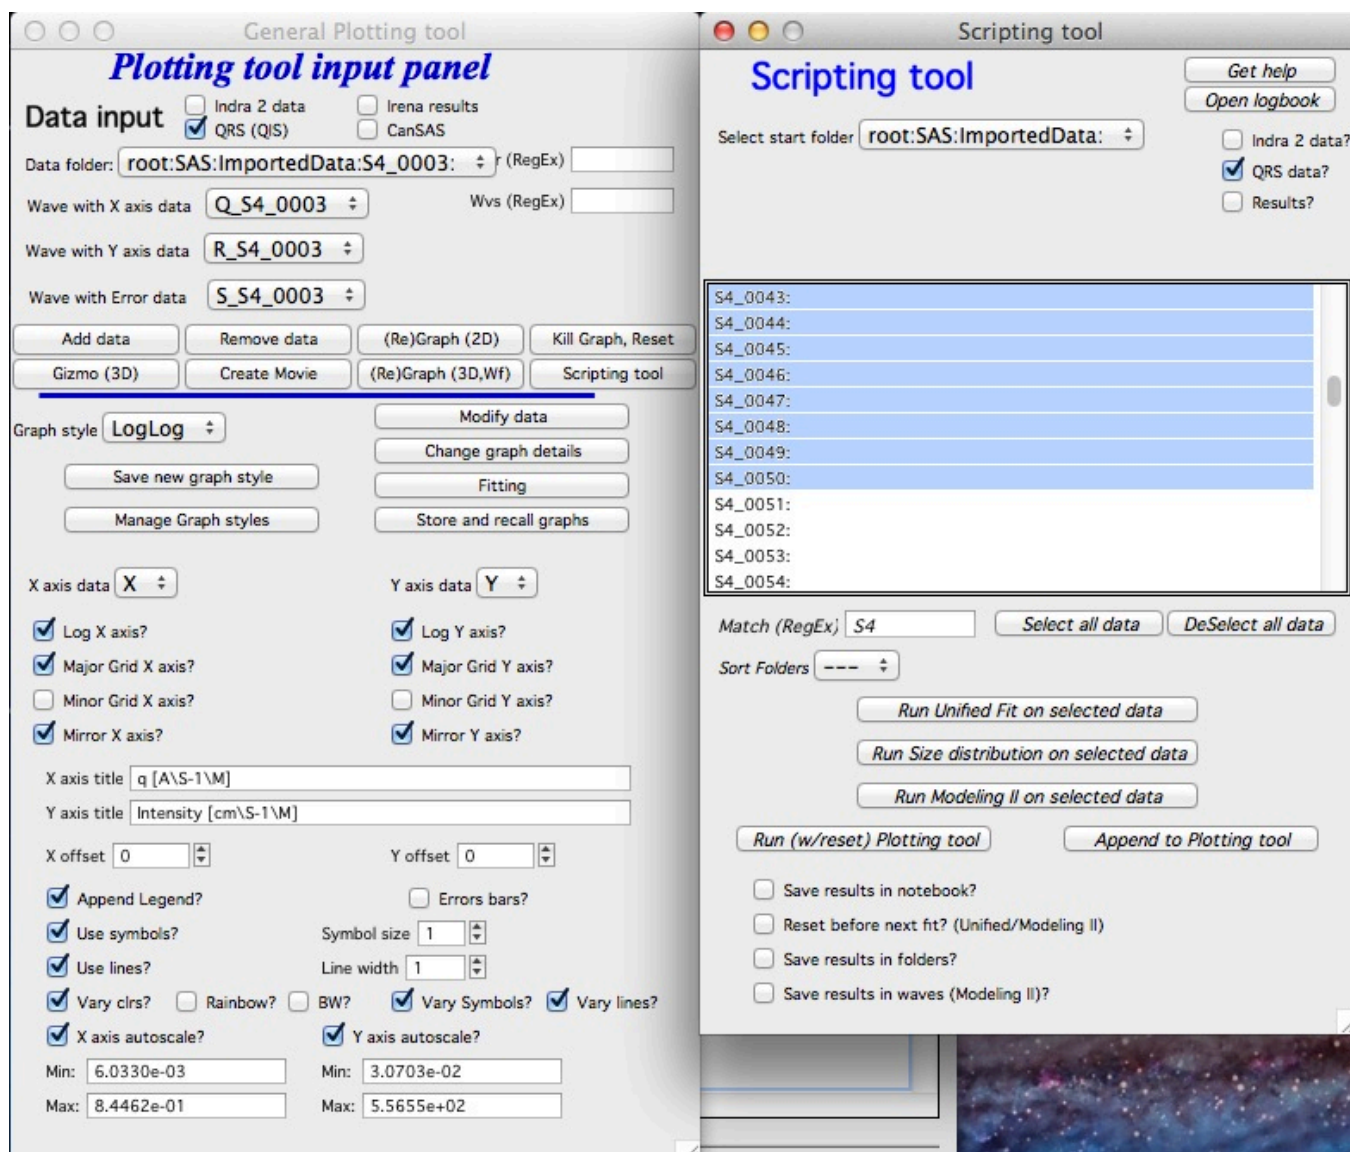 General Plotting tool
Plotting tool input panel
Data input
Indra 2 data
Irena results
QRS (QIS)
CanSAS
Data folder: root:SAS:ImportedData:S4_0003: r (RegEx)
Wave with X axis data Q_S4_0003 Wvs (RegEx)
Wave with Y axis data R_S4_0003
Wave with Error data S_S4_0003
Add data Remove data (Re)Graph (2D) Kill Graph, Reset
Gizmo (3D) Create Movie (Re)Graph (3D,Wf) Scripting tool
Graph style LogLog Modify data
Change graph details
Save new graph style Fitting
Manage Graph styles Store and recall graphs
X axis data X Y axis data Y
Log X axis? Log Y axis?
Major Grid X axis? Major Grid Y axis?
Minor Grid X axis? Minor Grid Y axis?
Mirror X axis? Mirror Y axis?
X axis title q [A\S-1\M]
Y axis title Intensity [cm\S-1\M]
X offset 0 Y offset 0
Append Legend? Errors bars?
Use symbols? Symbol size 1
Use lines? Line width 1
Vary clrs? Rainbow? BW? Vary Symbols? Vary lines?
X axis autoscale? Y axis autoscale?
Min: 6.0330e-03 Min: 3.0703e-02
Max: 8.4462e-01 Max: 5.5655e+02
Scripting tool
Scripting tool
Get help
Open logbook
Select start folder root:SAS:ImportedData:
Indra 2 data?
QRS data?
Results?
S4_0043:
S4_0044:
S4_0045:
S4_0046:
S4_0047:
S4_0048:
S4_0049:
S4_0050:
S4_0051:
S4_0052:
S4_0053:
S4_0054:
Match (RegEx) S4 Select all data DeSelect all data
Sort Folders ---
Run Unified Fit on selected data
Run Size distribution on selected data
Run Modeling II on selected data
Run (w/reset) Plotting tool Append to Plotting tool
Save results in notebook?
Reset before next fit? (Unified/Modeling II)
Save results in folders?
Save results in waves (Modeling II)?